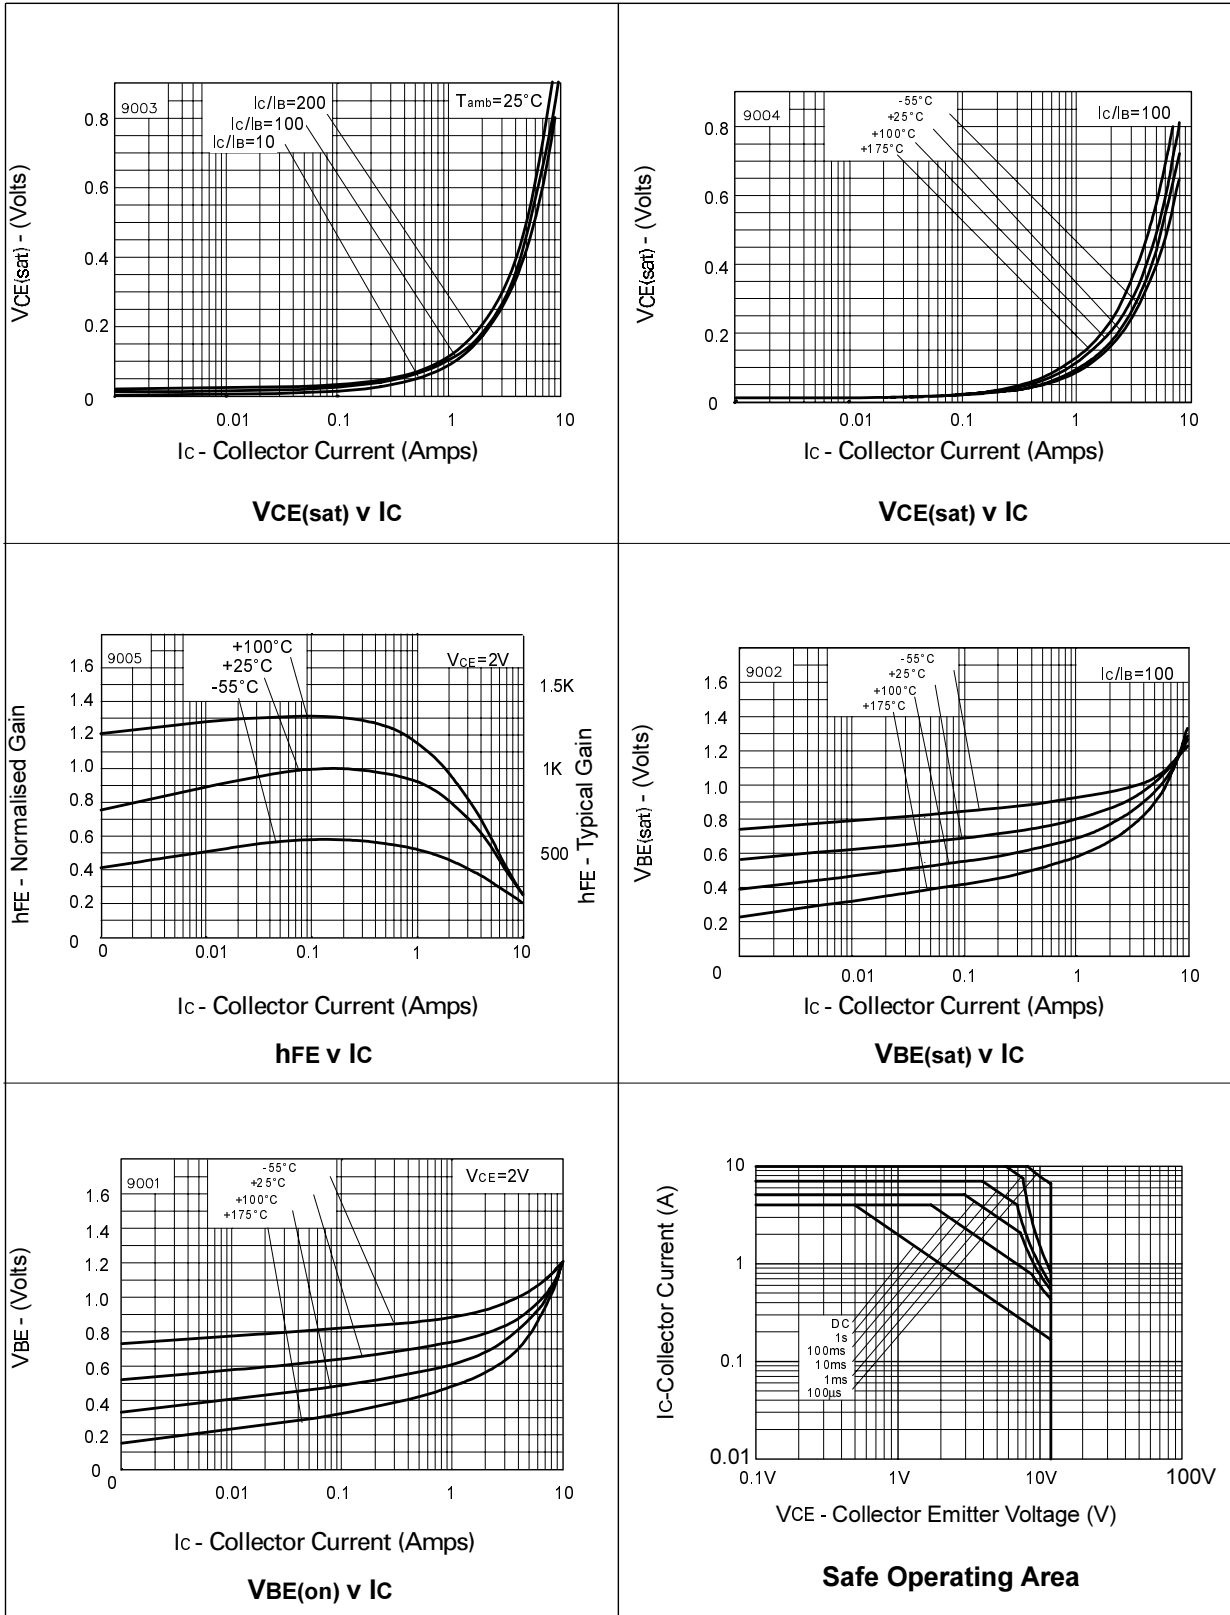 9003
IC/IB=200
IC/IB=100
IC/IB=10
Tamb=25°C
0.8
0.6
0.4
0.2
0
0.01
0.1
1
10
VCE(sat) - (Volts)
IC - Collector Current (Amps)
VCE(sat) v IC
9004
-55°C
+25°C
+100°C
+175°C
IC/IB=100
0.8
0.6
0.4
0.2
0
0.01
0.1
1
10
VCE(sat) - (Volts)
IC - Collector Current (Amps)
VCE(sat) v IC
9005
+100°C
+25°C
-55°C
VCE=2V
1.6
1.4
1.2
1.0
0.8
0.6
0.4
0.2
0
1.5K
1K
500
0
0.01
0.1
1
10
hFE - Normalised Gain
hFE - Typical Gain
IC - Collector Current (Amps)
hFE v IC
9002
-55°C
+25°C
+100°C
+175°C
IC/IB=100
1.6
1.4
1.2
1.0
0.8
0.6
0.4
0.2
0
0.01
0.1
1
10
VBE(sat) - (Volts)
IC - Collector Current (Amps)
VBE(sat) v IC
9001
-55°C
+25°C
+100°C
+175°C
VCE=2V
1.6
1.4
1.2
1.0
0.8
0.6
0.4
0.2
0
0
0.01
0.1
1
10
VBE - (Volts)
IC - Collector Current (Amps)
VBE(on) v IC
10
1
0.1
0.01
DC
1s
100ms
10ms
1ms
100µs
0.1V
1V
10V
100V
IC-Collector Current (A)
VCE - Collector Emitter Voltage (V)
Safe Operating Area